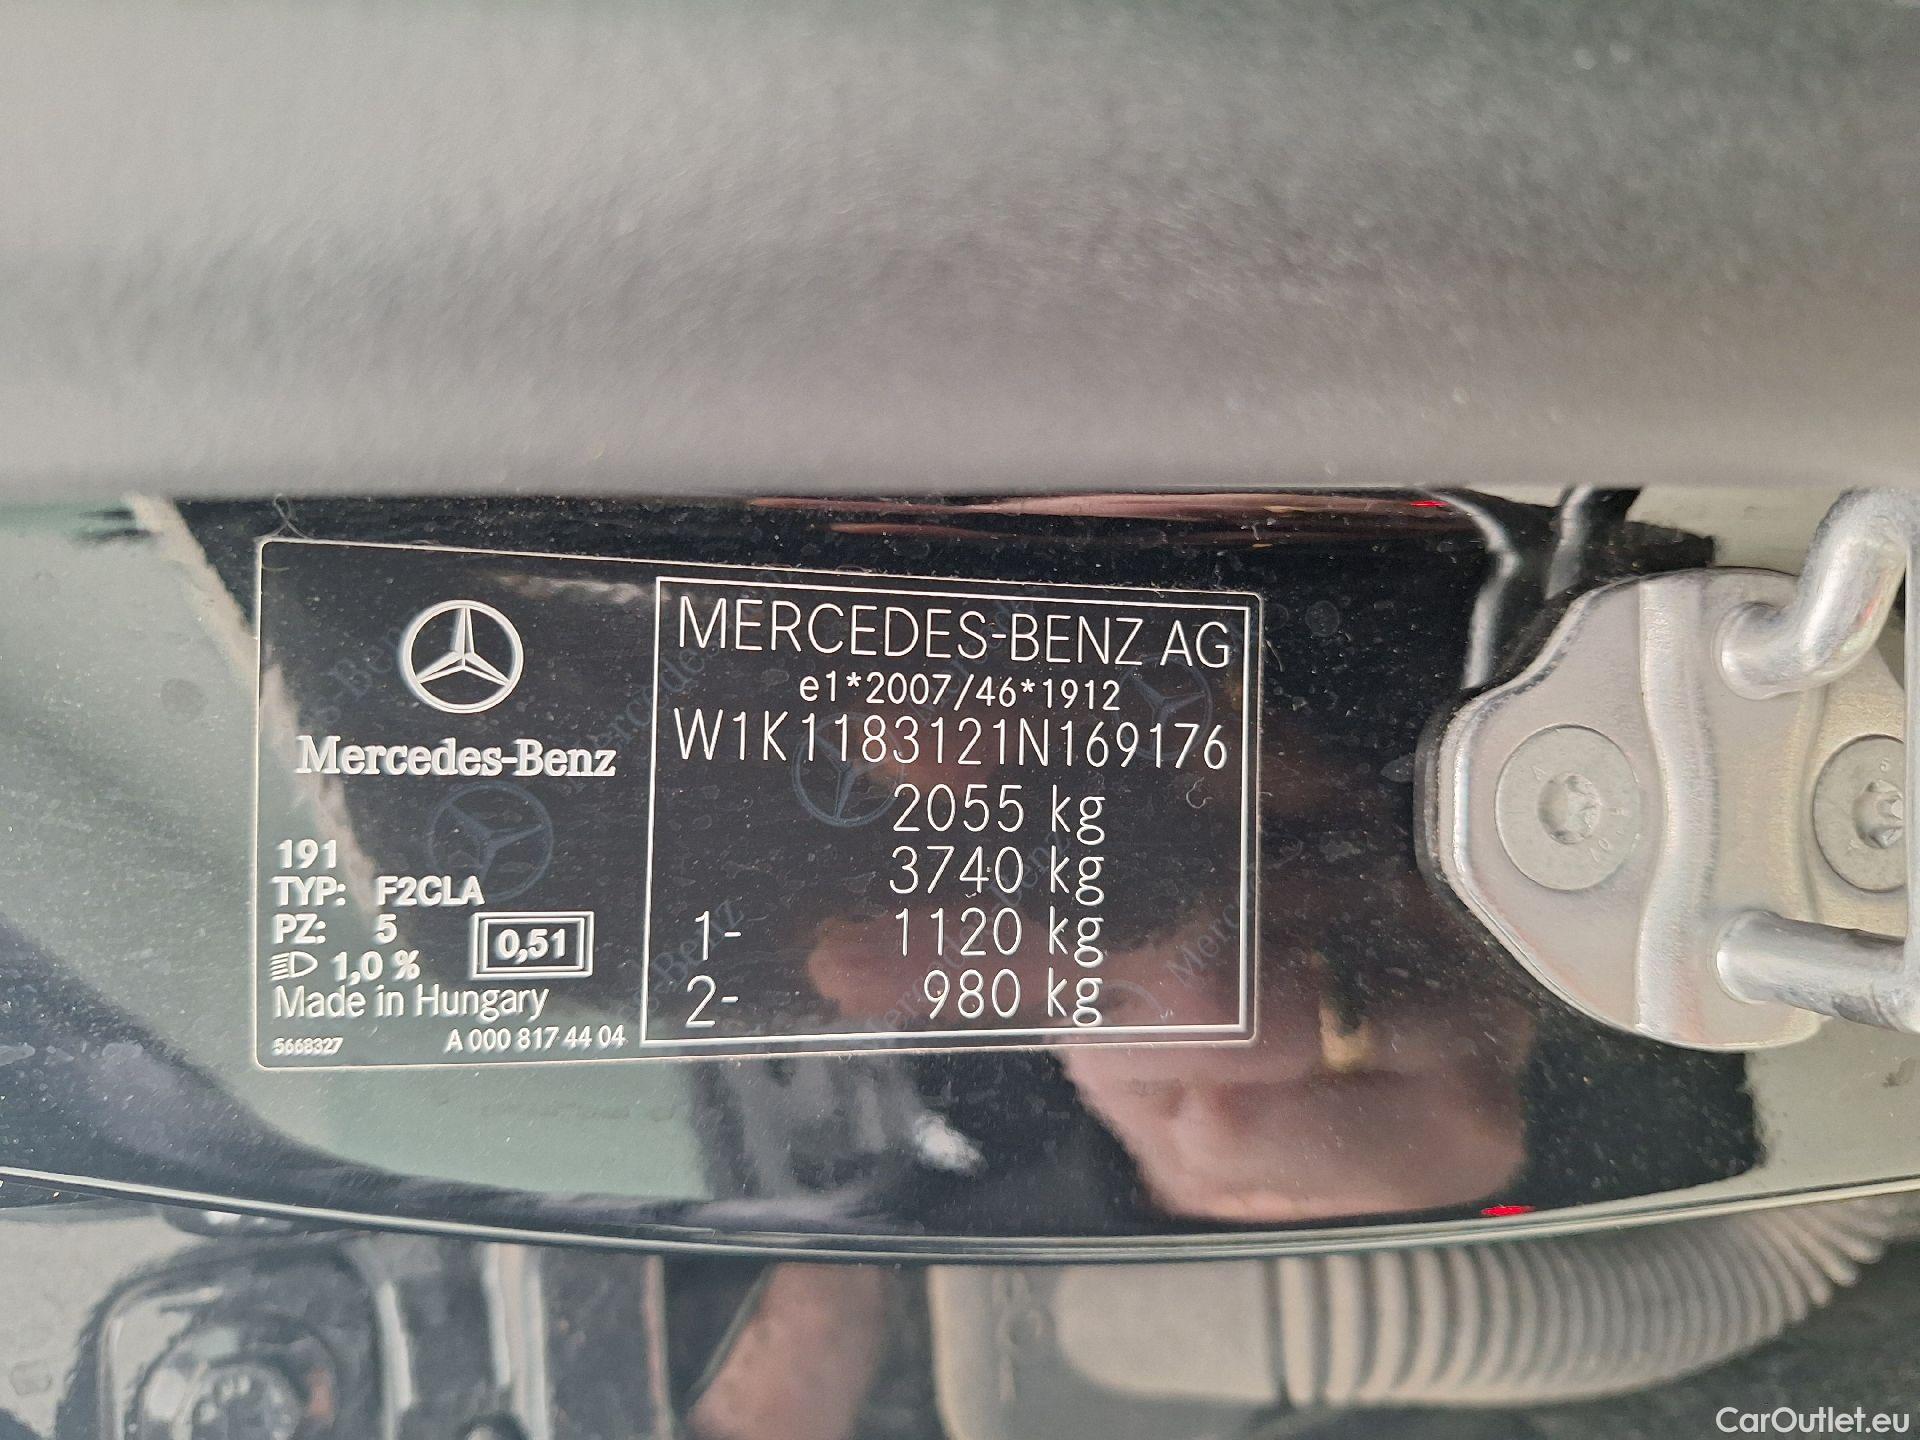 Mercedes-Benz
191
TYP: F2CLA
PZ: 5
1,0 %
0,51
Made in Hungary
5668327
A 000 817 44 04
MERCEDES-BENZ AG
e1*2007/46*1912
W1K1183121N169176
2055 kg
3740 kg
1- 1120 kg
2- 980 kg
CarOutlet.eu